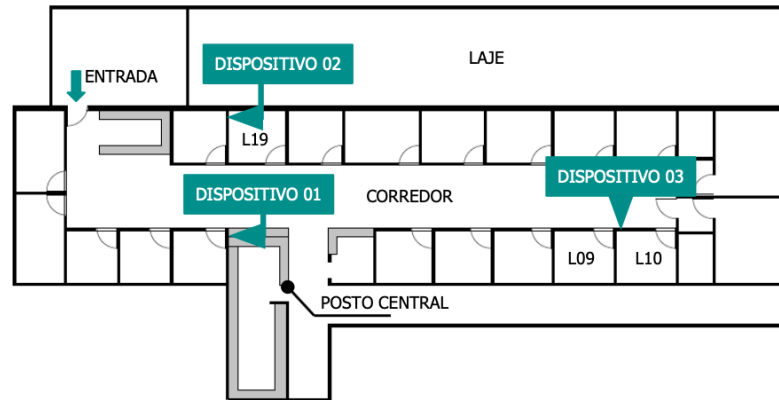 LAJE
DISPOSITIVO 02
ENTRADA
L19
DISPOSITIVO 03
DISPOSITIVO 01
CORREDOR
L09
L10
POSTO CENTRAL